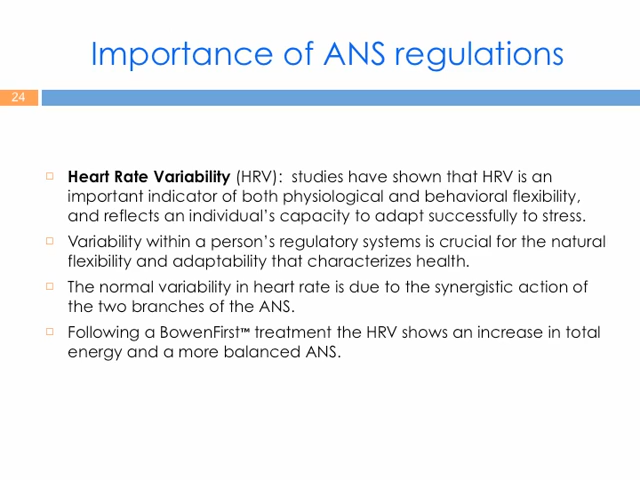 Importance of ANS regulations
24
Heart Rate Variability (HRV):  studies have shown that HRV is an
important indicator of both physiological and behavioral flexibility,
and reflects an individual’s capacity to adapt successfully to stress.
Variability within a person’s regulatory systems is crucial for the natural
flexibility and adaptability that characterizes health.
The normal variability in heart rate is due to the synergistic action of
the two branches of the ANS.
Following a BowenFirst™ treatment the HRV shows an increase in total
energy and a more balanced ANS.